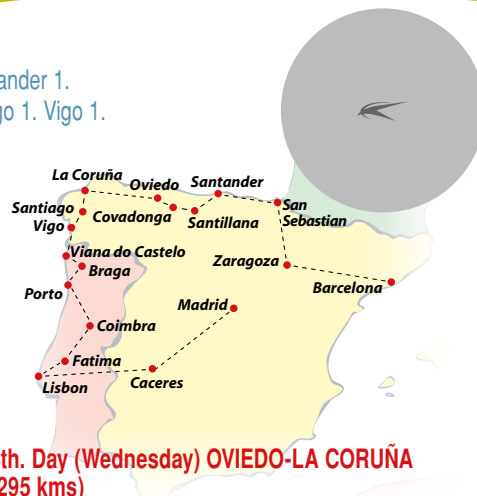 ander 1.
go 1. Vigo 1.
La Coruña
Oviedo
Santander
Santiago
Covadonga
Santillana
San
Sebastian
Vigo
Viana do Castelo
Braga
Zaragoza
Barcelona
Porto
Madrid
Coimbra
Fatima
Lisbon
Caceres
th. Day (Wednesday) OVIEDO-LA CORUÑA
295 kms)